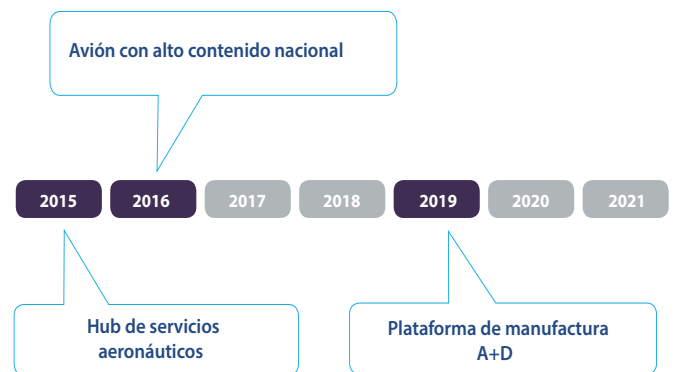 Avión con alto contenido nacional
2015 2016 2017 2018 2019 2020 2021
Hub de servicios
aeronáuticos
Plataforma de manufactura
A+D